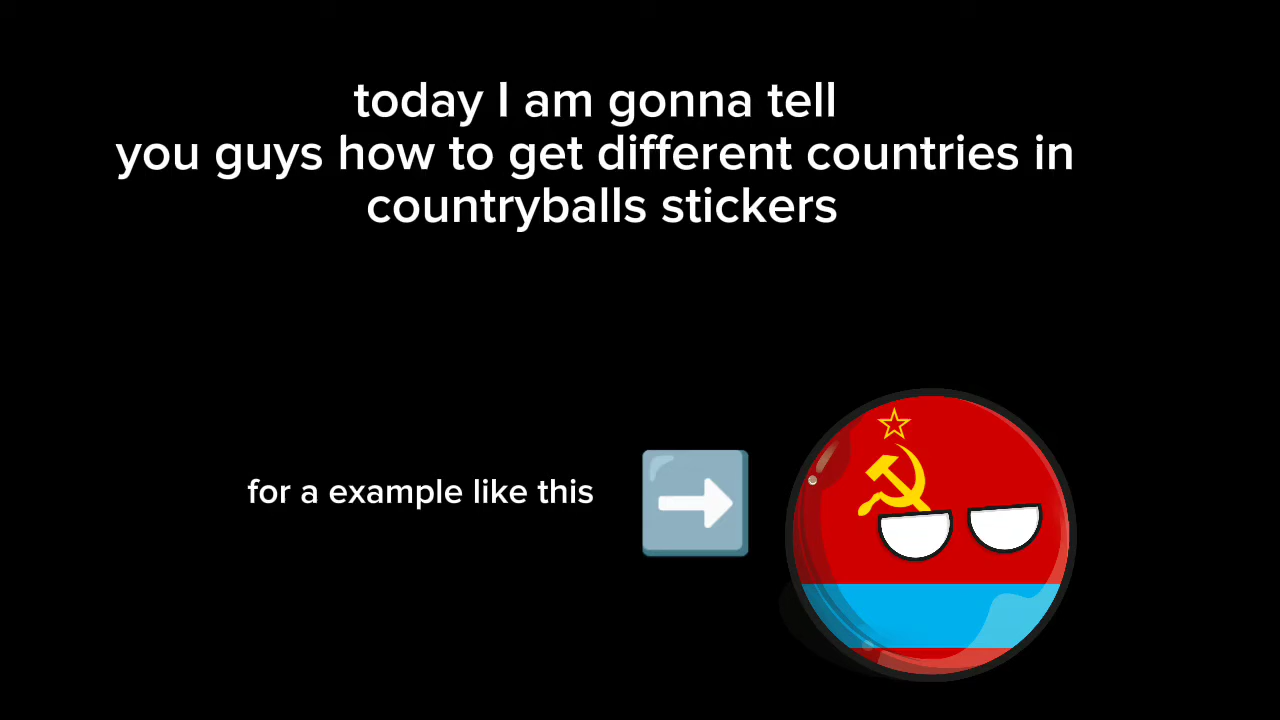 today I am gonna tell
you guys how to get different countries in
countryballs stickers
for a example like this